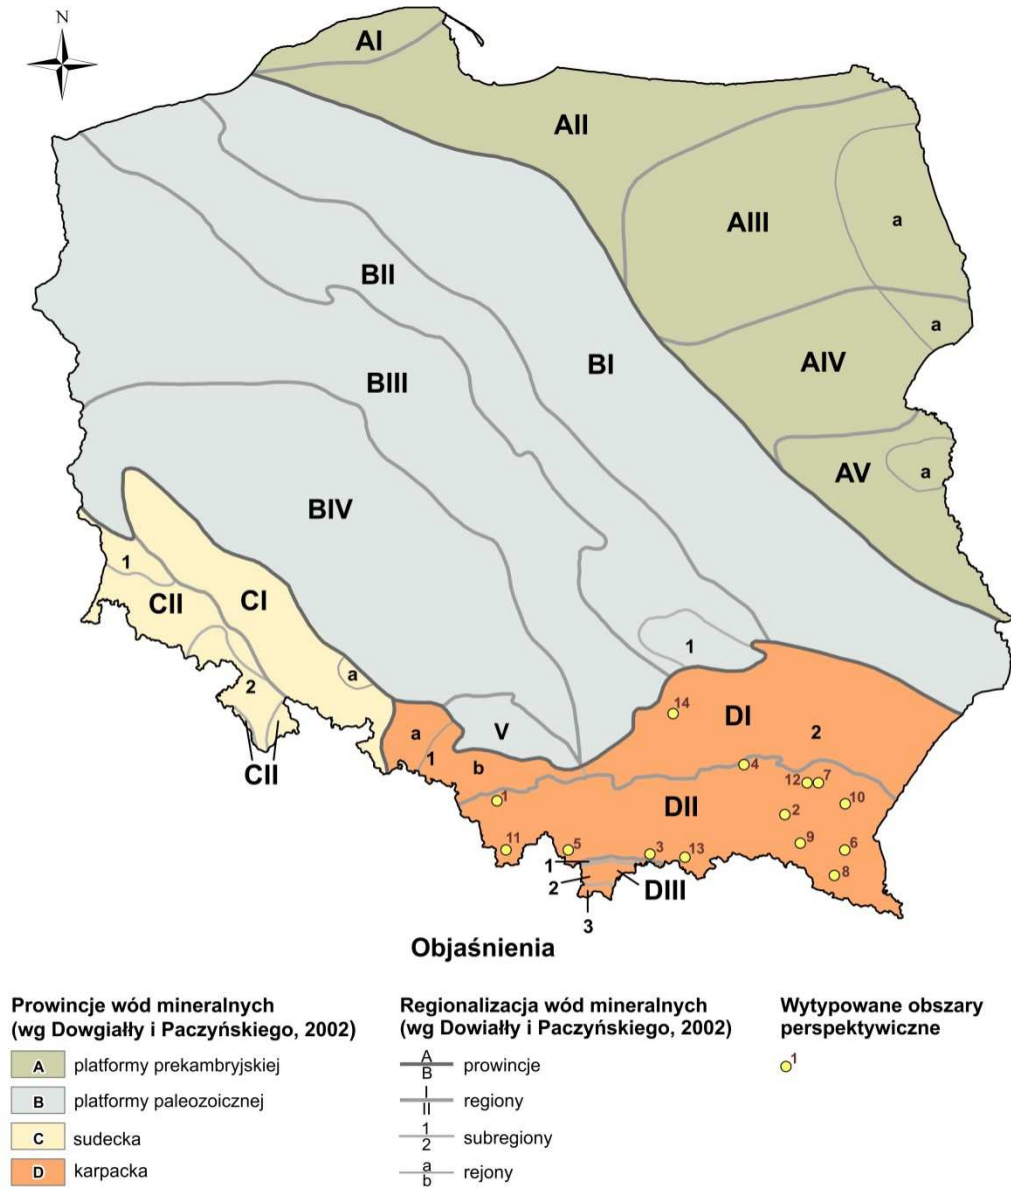 N
AI
AII
AIII
a
a
BII
BI
AIV
BIII
AV
a
BIV
1
CII
CI
1
2
a
14
DI
V
a
2
1
b
CII
4
12
7
DII
1
10
2
9
11
5
3
13
6
1
8
2
DIII
3
Objaśnienia
Prowincje wód mineralnych
(wg Dowgiałły i Paczyńskiego, 2002)
A platformy prekambryjskiej
B platformy paleozoicznej
C sudecka
D karpacka
Regionalizacja wód mineralnych
(wg Dowiałły i Paczyńskiego, 2002)
A
B
prowincje
I
II
regiony
1
2
subregiony
a
b
rejony
Wytypowane obszary
perspektywiczne
1